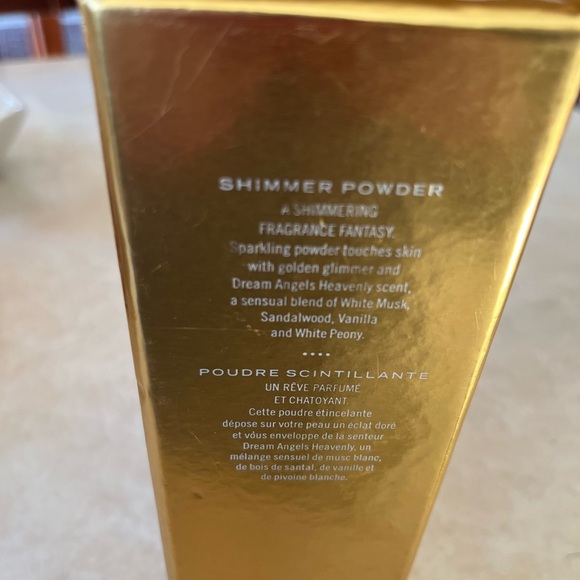 SHIMMER POWDER
A SHIMMERING
FRAGRANCE FANTASY.
Sparkling powder touches skin
with golden glimmer and
Dream Angels Heavenly scent,
a sensual blend of White Musk,
Sandalwood, Vanilla
and White Peony.
••••
POUDRE SCINTILLANTE
UN RÊVE PARFUMÉ
ET CHATOYANT.
Cette poudre étincelante
dépose sur votre peau un éclat doré
et vous enveloppe de la senteur
Dream Angels Heavenly, un
mélange sensuel de musc blanc,
de bois de santal, de vanille et
de pivoine blanche.